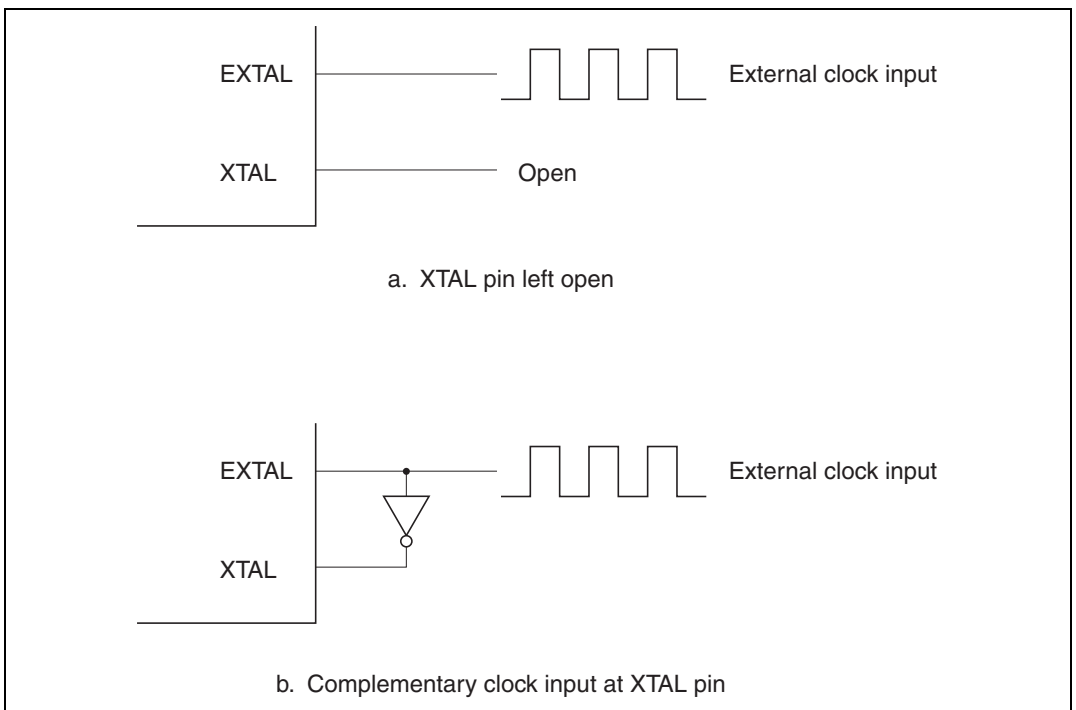 EXTAL
External clock input
XTAL
Open
a. XTAL pin left open
EXTAL
External clock input
XTAL
b. Complementary clock input at XTAL pin